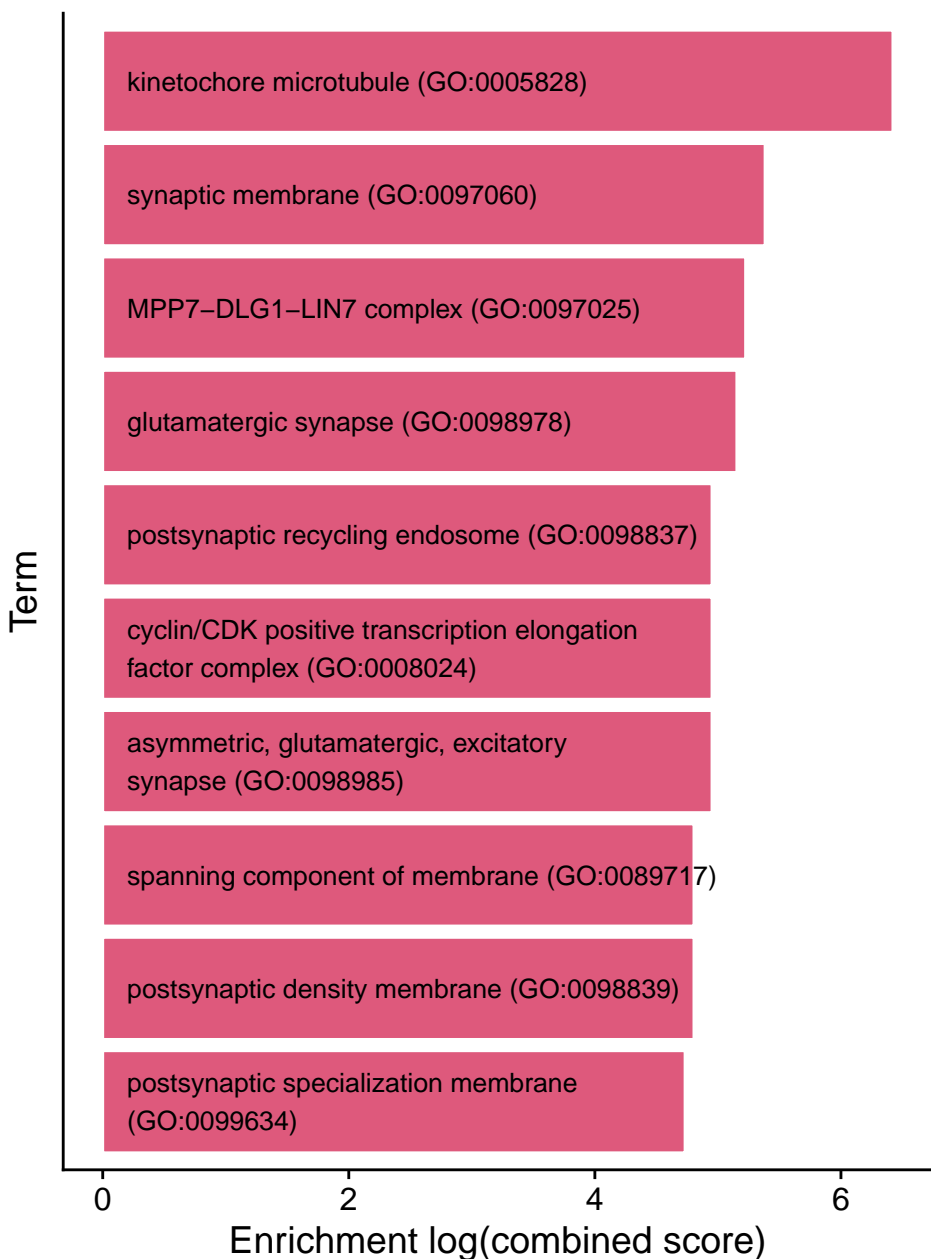 kinetochore microtubule (GO:0005828)
synaptic membrane (GO:0097060)
MPP7−DLG1−LIN7 complex (GO:0097025)
glutamatergic synapse (GO:0098978)
postsynaptic recycling endosome (GO:0098837)
cyclin/CDK positive transcription elongation
factor complex (GO:0008024)
asymmetric, glutamatergic, excitatory
synapse (GO:0098985)
spanning component of membrane (GO:0089717)
postsynaptic density membrane (GO:0098839)
postsynaptic specialization membrane
(GO:0099634)
Term
0 2 4 6
Enrichment log(combined score)